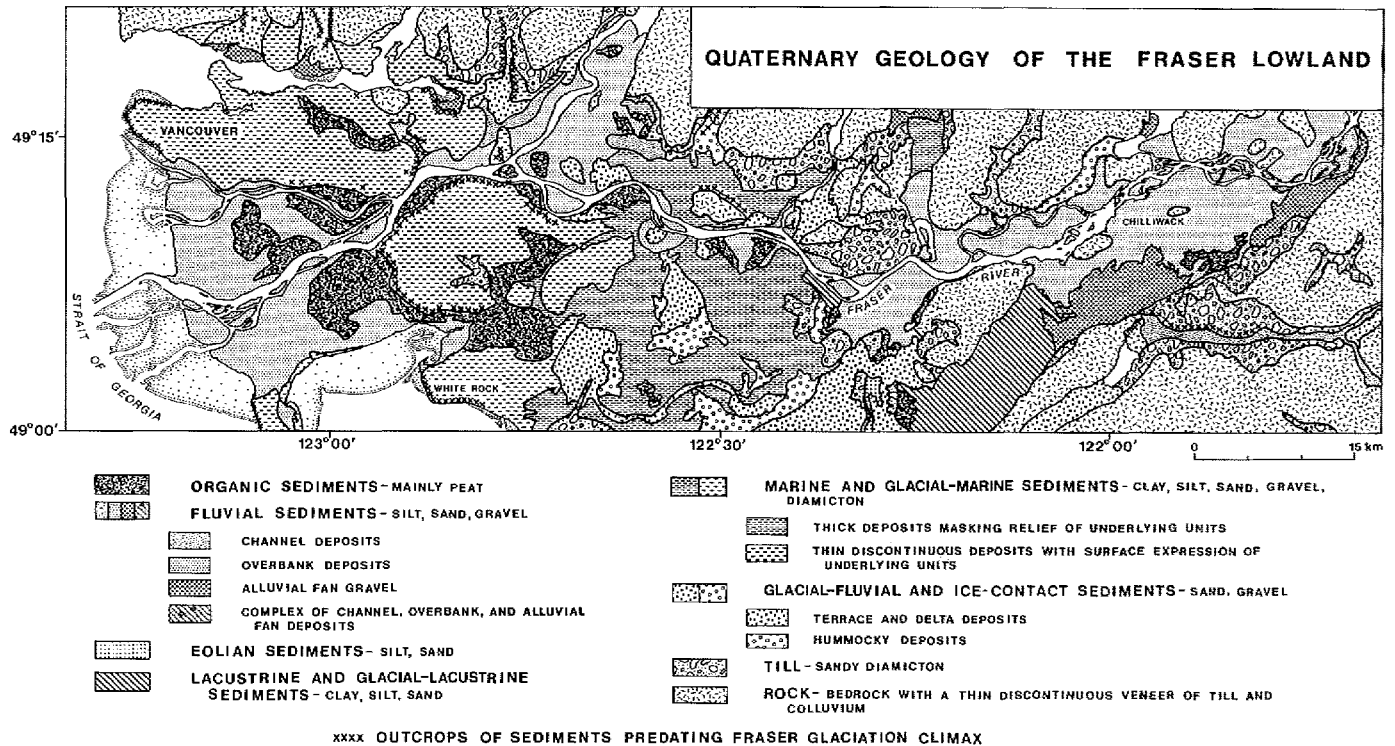 QUATERNARY GEOLOGY OF THE FRASER LOWLAND
49°15'
VANCOUVER
CHILLIWACK
FRASER RIVER
STRAIT OF GEORGIA
WHITE ROCK
49°00'
123°00'
122°30'
122°00'
0 15 km
ORGANIC SEDIMENTS – MAINLY PEAT
FLUVIAL SEDIMENTS – SILT, SAND, GRAVEL
CHANNEL DEPOSITS
OVERBANK DEPOSITS
ALLUVIAL FAN GRAVEL
COMPLEX OF CHANNEL, OVERBANK, AND ALLUVIAL
FAN DEPOSITS
EOLIAN SEDIMENTS – SILT, SAND
LACUSTRINE AND GLACIAL-LACUSTRINE
SEDIMENTS – CLAY, SILT, SAND
MARINE AND GLACIAL-MARINE SEDIMENTS – CLAY, SILT, SAND, GRAVEL,
DIAMICTON
THICK DEPOSITS MASKING RELIEF OF UNDERLYING UNITS
THIN DISCONTINUOUS DEPOSITS WITH SURFACE EXPRESSION OF
UNDERLYING UNITS
GLACIAL-FLUVIAL AND ICE-CONTACT SEDIMENTS – SAND, GRAVEL
TERRACE AND DELTA DEPOSITS
HUMMOCKY DEPOSITS
TILL – SANDY DIAMICTON
ROCK – BEDROCK WITH A THIN DISCONTINUOUS VENEER OF TILL AND
COLLUVIUM
xxxx OUTCROPS OF SEDIMENTS PREDATING FRASER GLACIATION CLIMAX